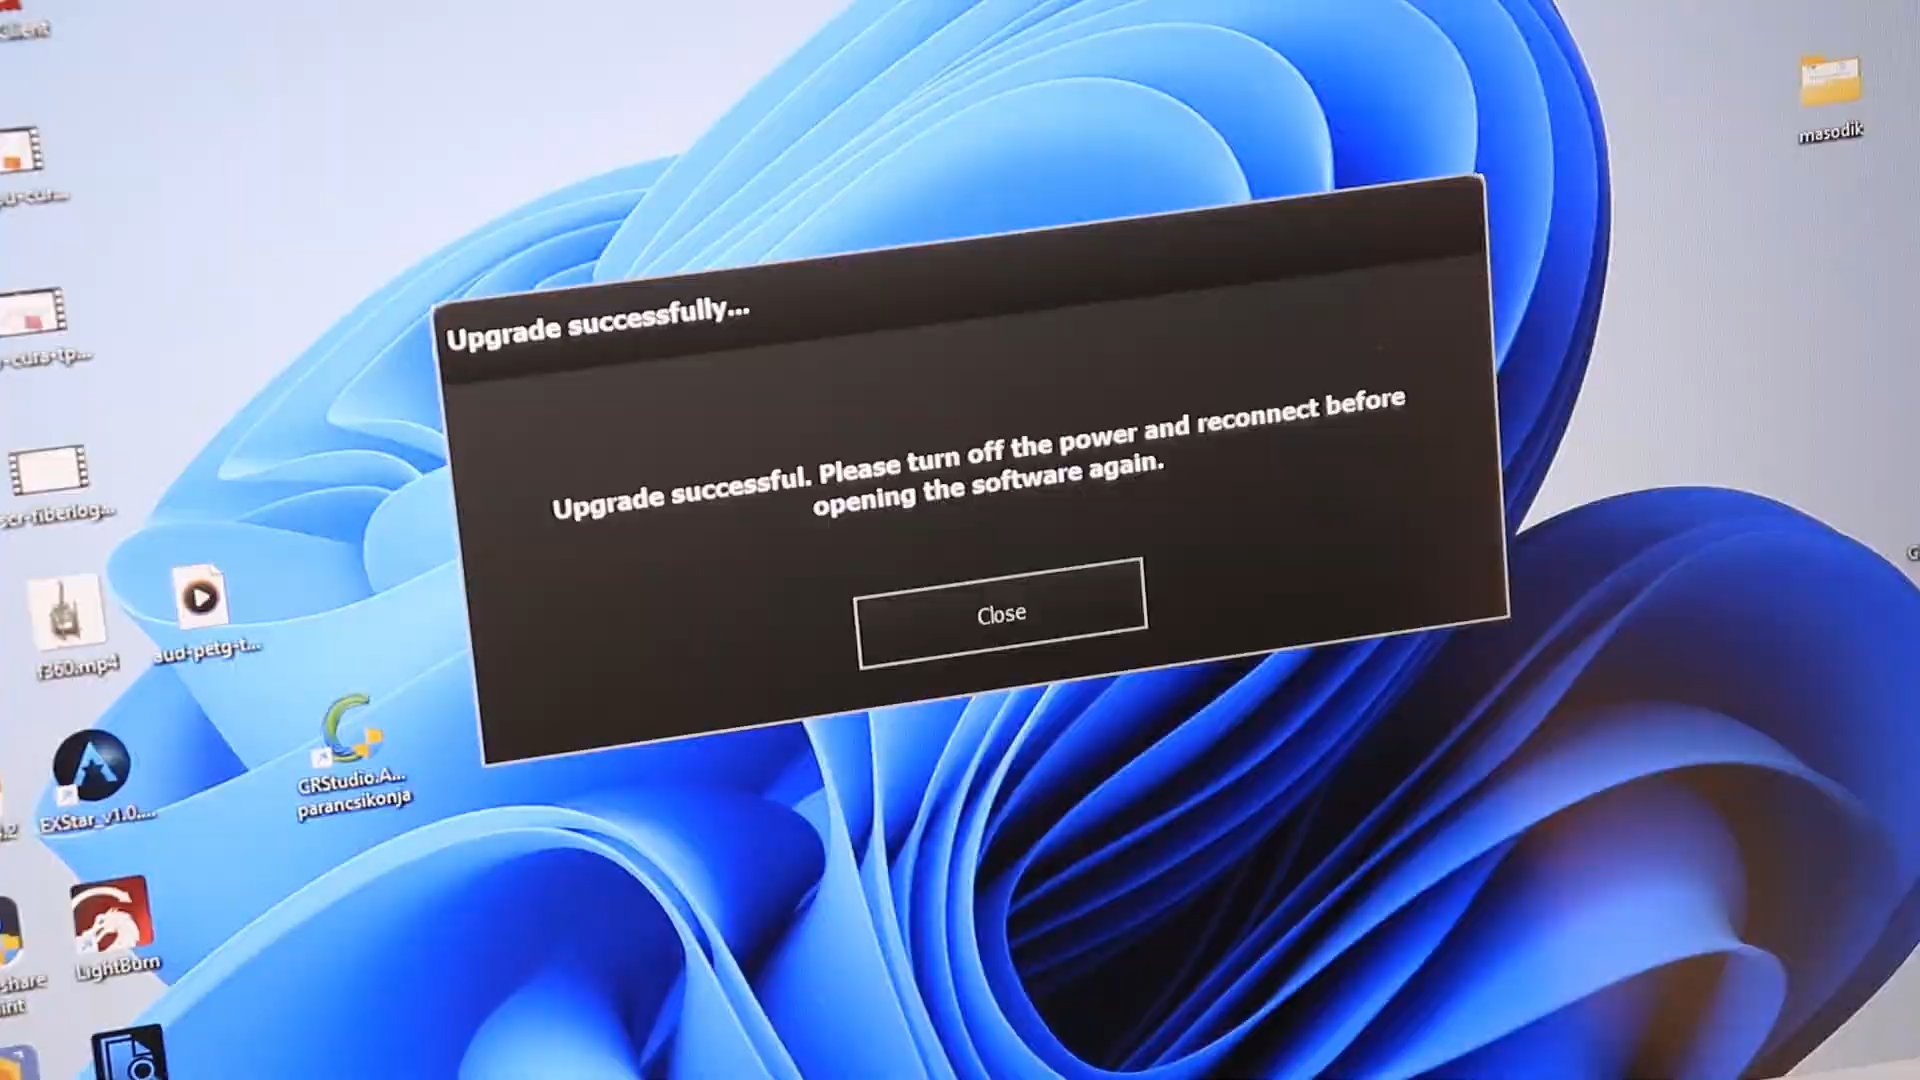 masodik
Upgrade successfully...
Upgrade successful. Please turn off the power and reconnect before
opening the software again.
Close
f360.mp4
aud-petg-t...
GRStudio.A...
parancsikonja
EXStar_v1.0....
LightBurn